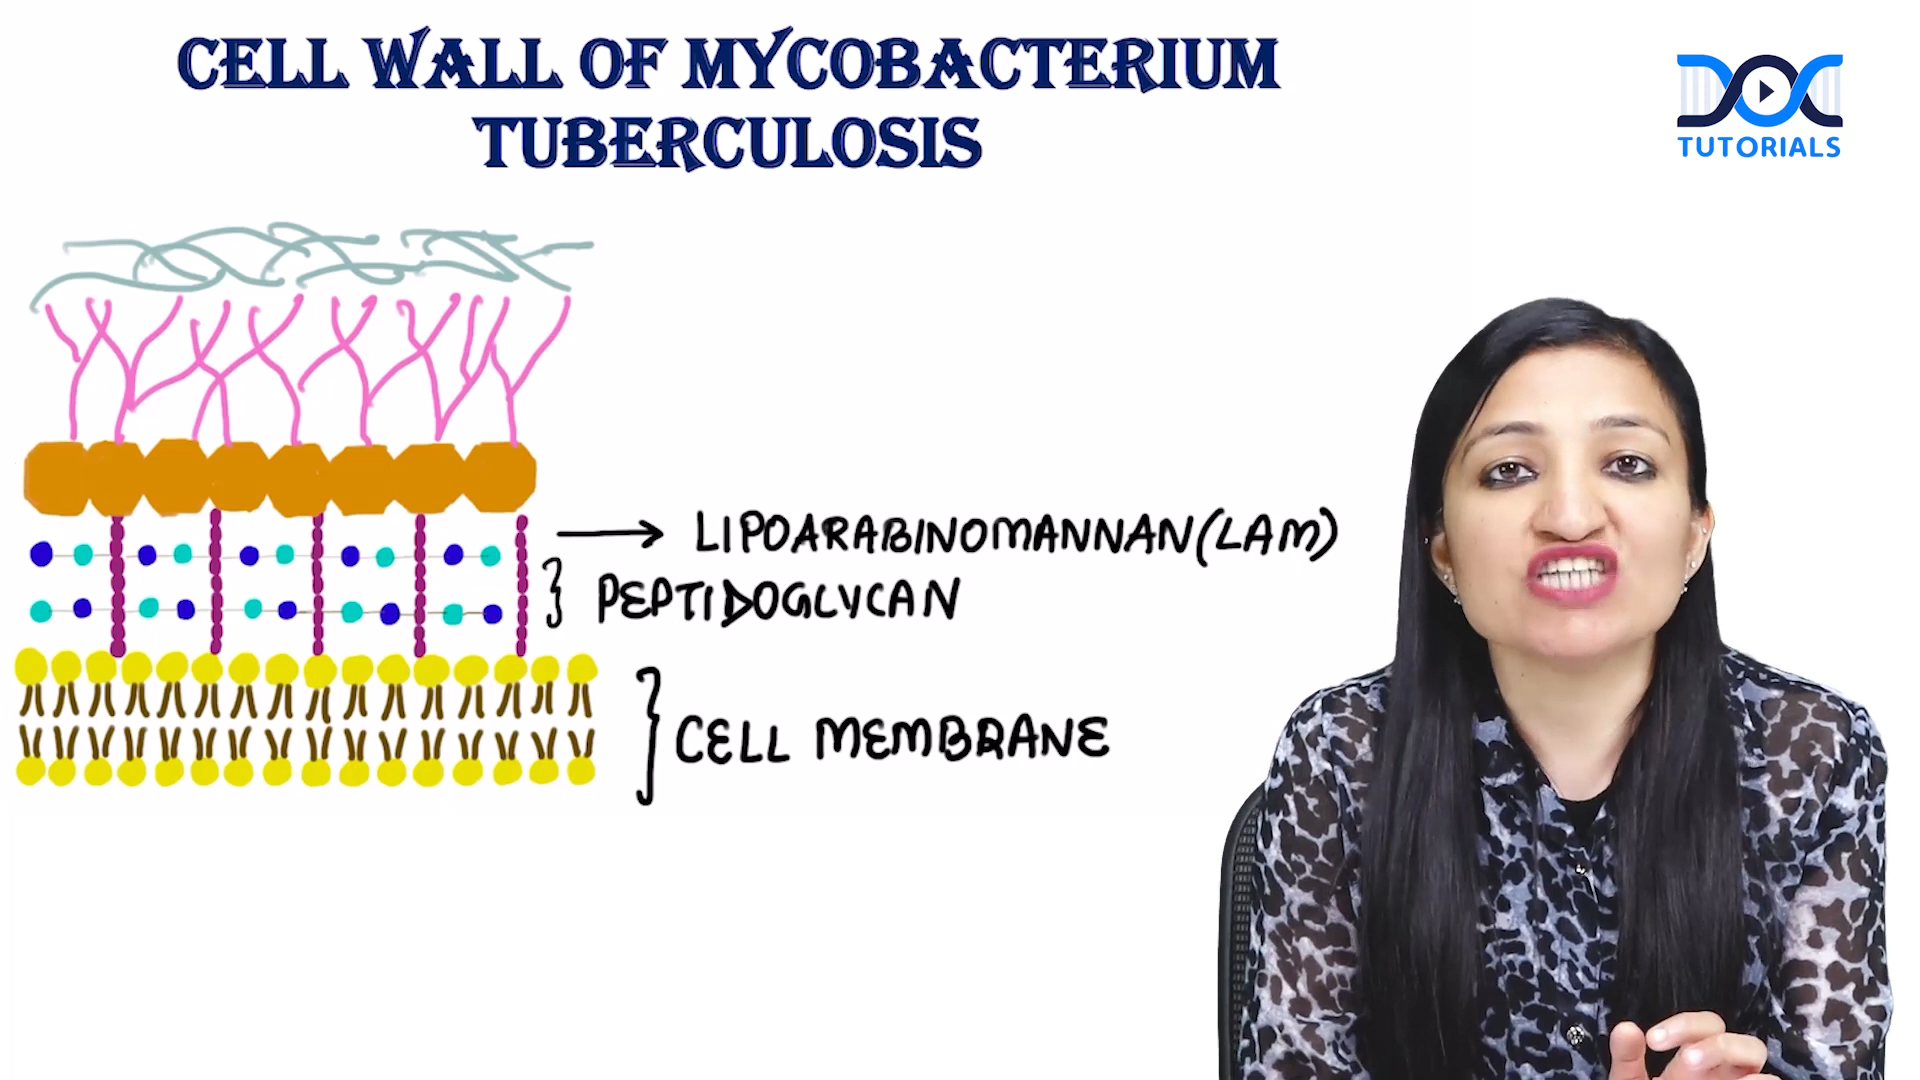 CELL WALL OF MYCOBACTERIUM
TUBERCULOSIS
DOC
TUTORIALS
LIPOARABINOMANNAN(LAM)
PEPTIDOGLYCAN
CELL MEMBRANE